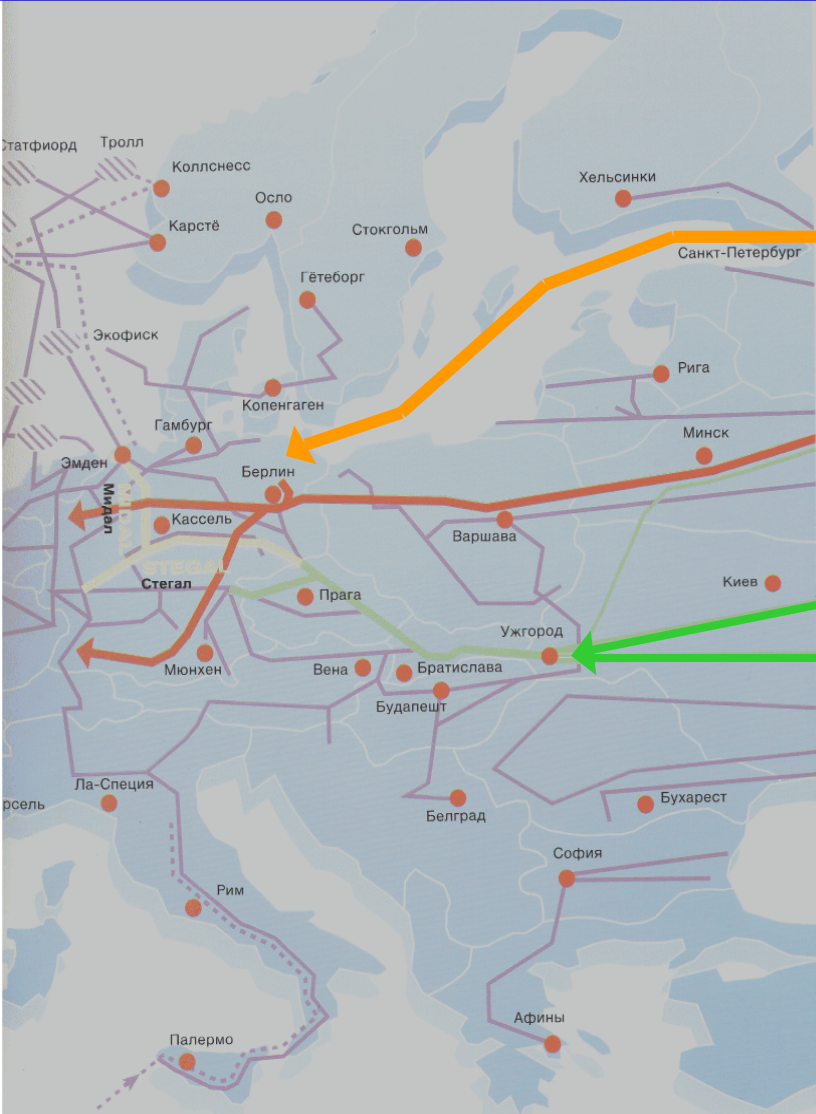 Статфиорд
Тролл
Коллснесс
Хельсинки
Осло
Карстё
Стокгольм
Санкт-Петербург
Гётеборг
Экофиск
Рига
Копенгаген
Гамбург
Минск
Эмден
Берлин
Мидал
MIDAL
Кассель
Варшава
STEGAL
Стегал
Киев
Прага
Ужгород
Мюнхен
Вена
Братислава
Будапешт
Ла-Специя
рсель
Бухарест
Белград
София
Рим
Афины
Палермо